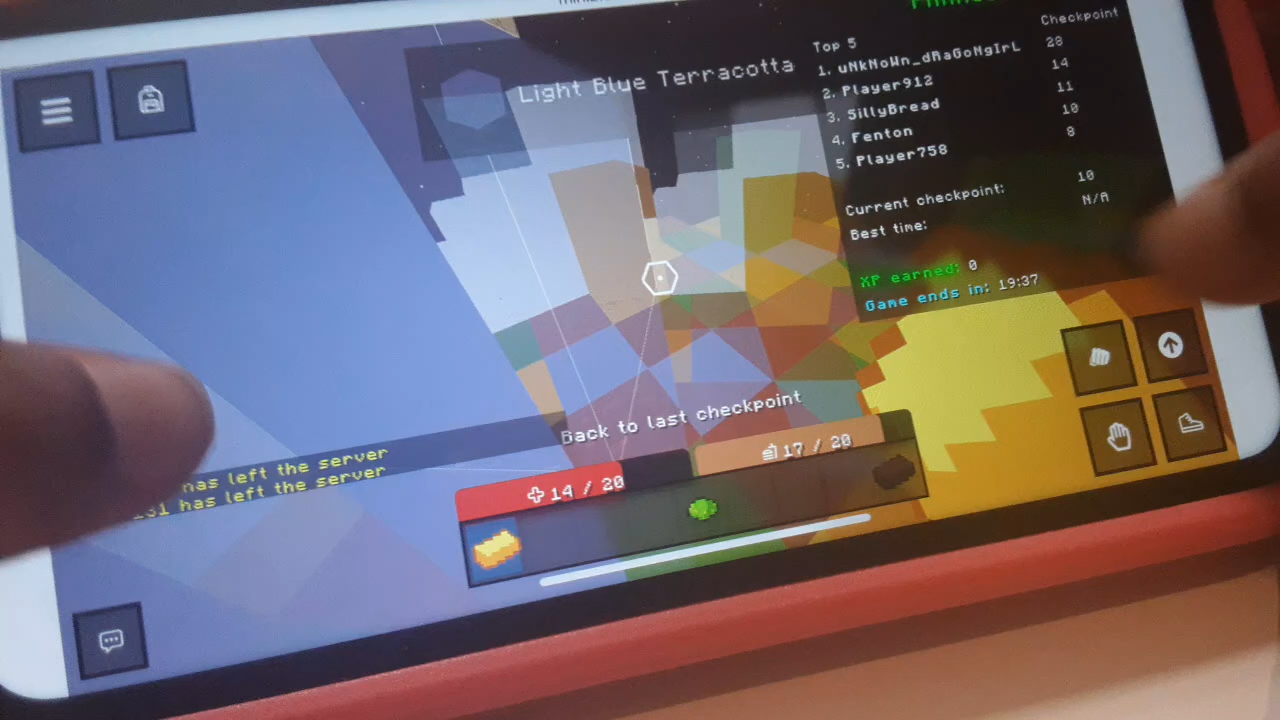 Light Blue Terracotta
Checkpoint
Top 5
1. uNkNoWn_dRaGoNgIrL 28
2. Player912 14
3. SillyBread 11
4. Fenton 10
5. Player758 8
Current checkpoint: 10
Best time: N/A
XP earned: 0
Game ends in: 19:37
Back to last checkpoint
has left the server
has left the server
14 / 20
17 / 20